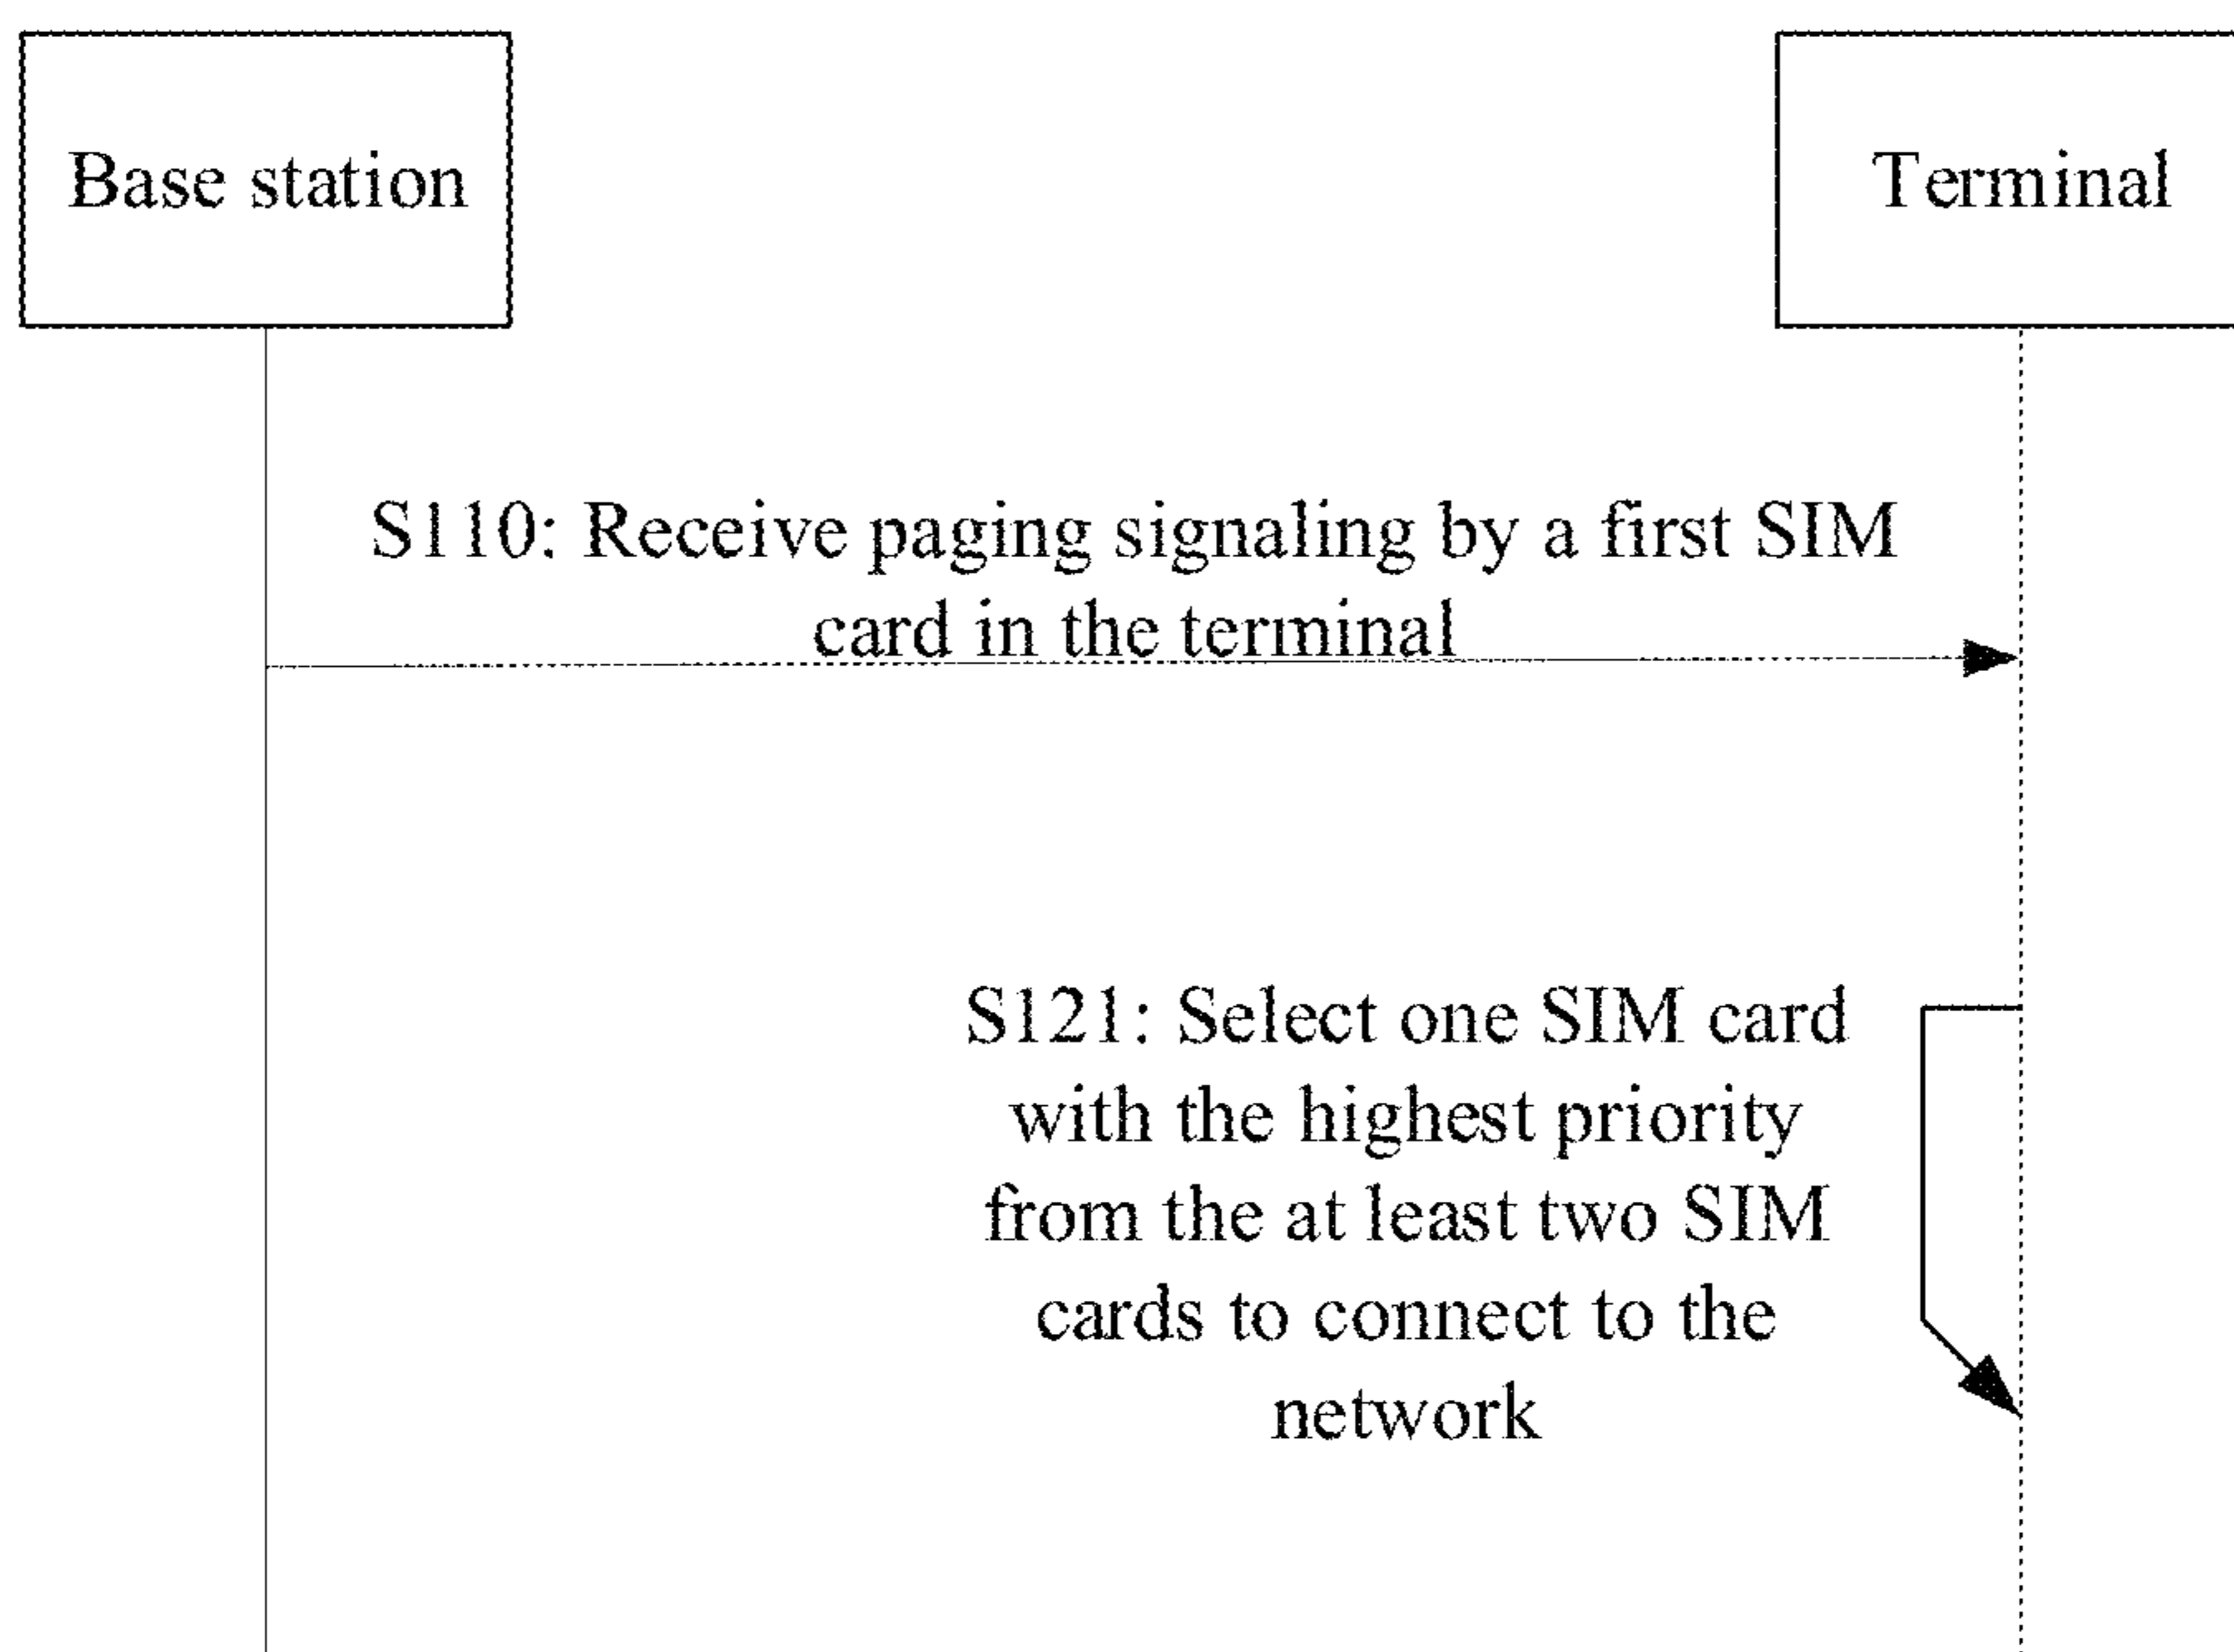 Base station
Terminal
S110: Receive paging signaling by a first SIM
card in the terminal
S121: Select one SIM card
with the highest priority
from the at least two SIM
cards to connect to the
network